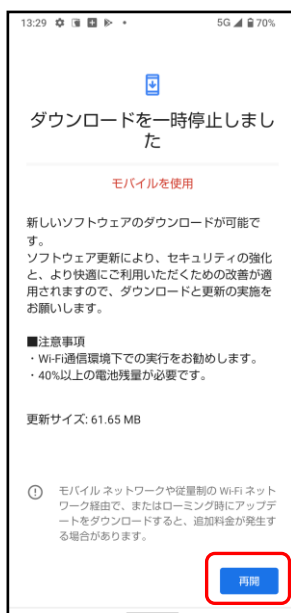 13:29 5G 70%
ダウンロードを一時停止しまし
た
モバイルを使用
新しいソフトウェアのダウンロードが可能で
す。
ソフトウェア更新により、セキュリティの強化
と、より快適にご利用いただくための改善が適
用されますので、ダウンロードと更新の実施を
お願いします。
■注意事項
・Wi-Fi通信環境下での実行をお勧めします。
・40%以上の電池残量が必要です。
更新サイズ: 61.65 MB
モバイル ネットワークや従量制の Wi-Fi ネット
ワーク経由で、またはローミング時にアップデ
ートをダウンロードすると、追加料金が発生す
る場合があります。
再開